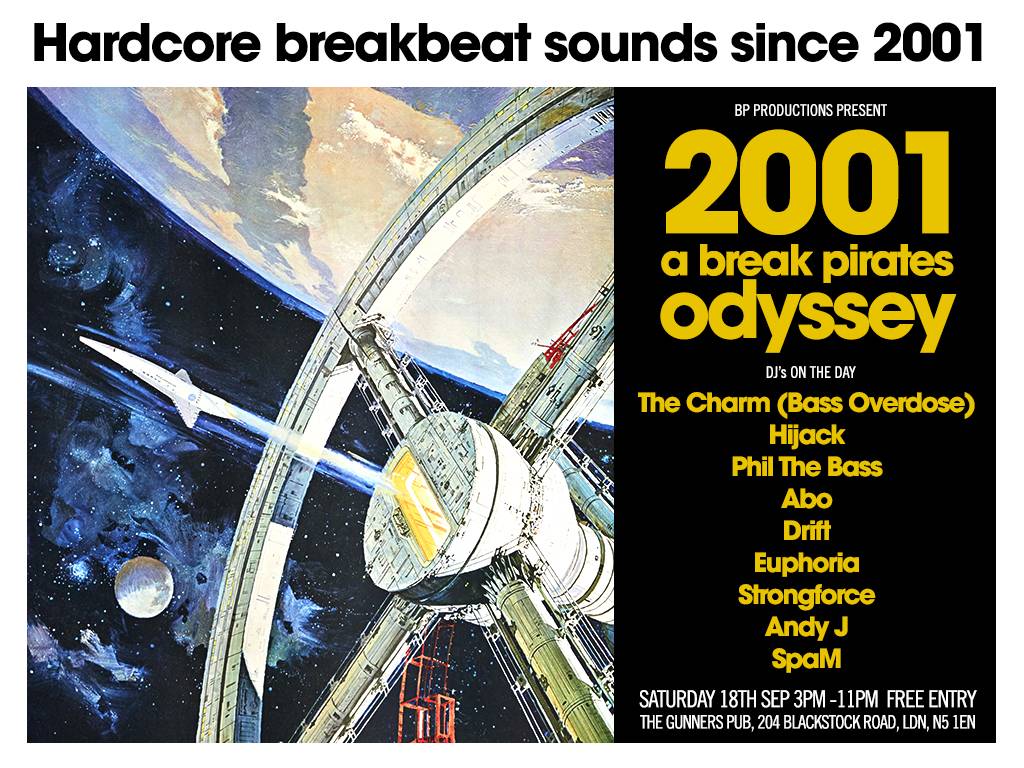 Hardcore breakbeat sounds since 2001
BP PRODUCTIONS PRESENT
2001
a break pirates
odyssey
DJ's ON THE DAY
The Charm (Bass Overdose)
Hijack
Phil The Bass
Abo
Drift
Euphoria
Strongforce
Andy J
SpaM
SATURDAY 18TH SEP 3PM -11PM FREE ENTRY
THE GUNNERS PUB, 204 BLACKSTOCK ROAD, LDN, N5 1EN